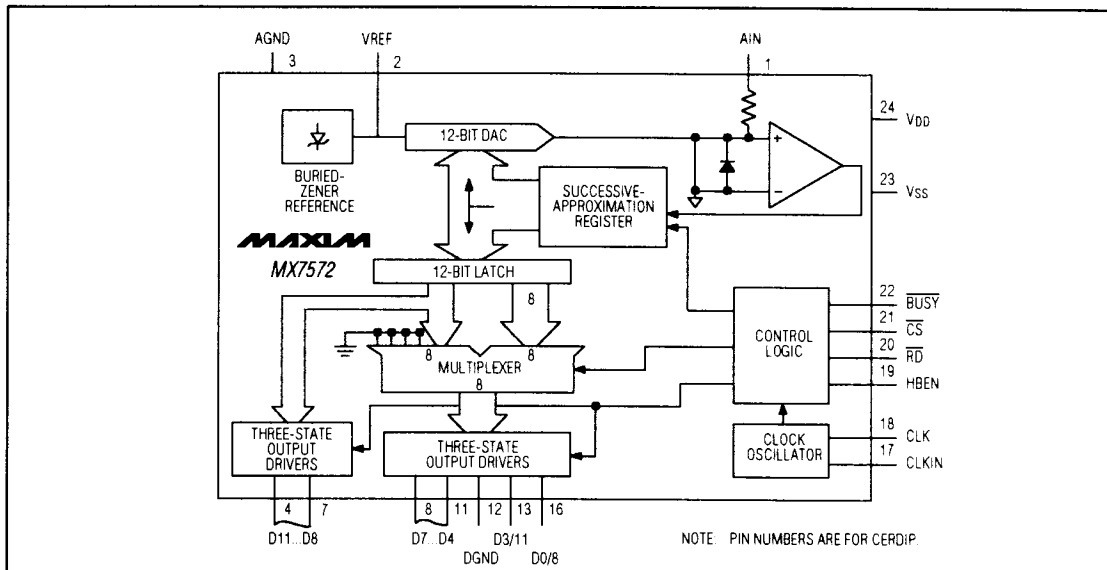 AGND VREF AIN
3 2 1
24 VDD
12-BIT DAC
+
BURIED-
ZENER
REFERENCE
SUCCESSIVE-
APPROXIMATION
REGISTER
−
23 VSS
MAXIM
MX7572
12-BIT LATCH
8
22 BUSY
21 CS
20 RD
19 HBEN
CONTROL
LOGIC
8 8
MULTIPLEXER
8
THREE-STATE
OUTPUT
DRIVERS
THREE-STATE
OUTPUT DRIVERS
CLOCK
OSCILLATOR
18 CLK
17 CLKIN
4 7 8 11 12 13 16
D11...D8 D7...D4 D3/11
DGND D0/8
NOTE: PIN NUMBERS ARE FOR CERDIP.